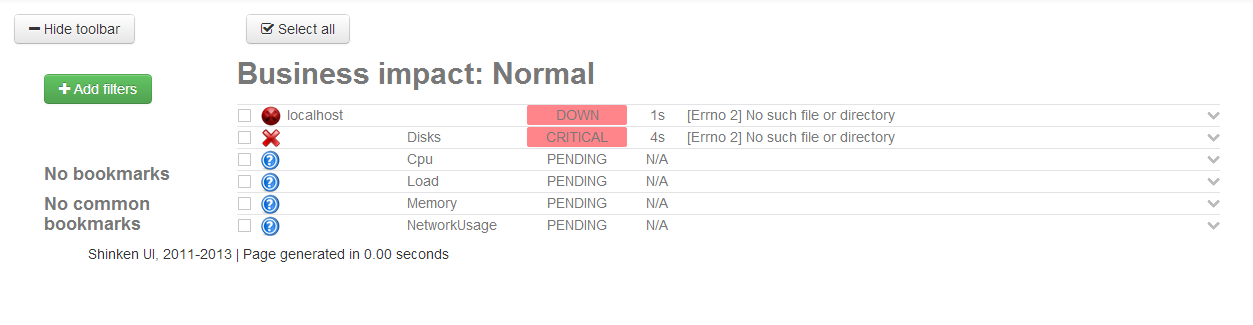 Hide toolbar
Select all
Add filters
No bookmarks
No common
bookmarks
Business impact: Normal
localhost DOWN 1s [Errno 2] No such file or directory
Disks CRITICAL 4s [Errno 2] No such file or directory
Cpu PENDING N/A
Load PENDING N/A
Memory PENDING N/A
NetworkUsage PENDING N/A
Shinken UI, 2011-2013 | Page generated in 0.00 seconds